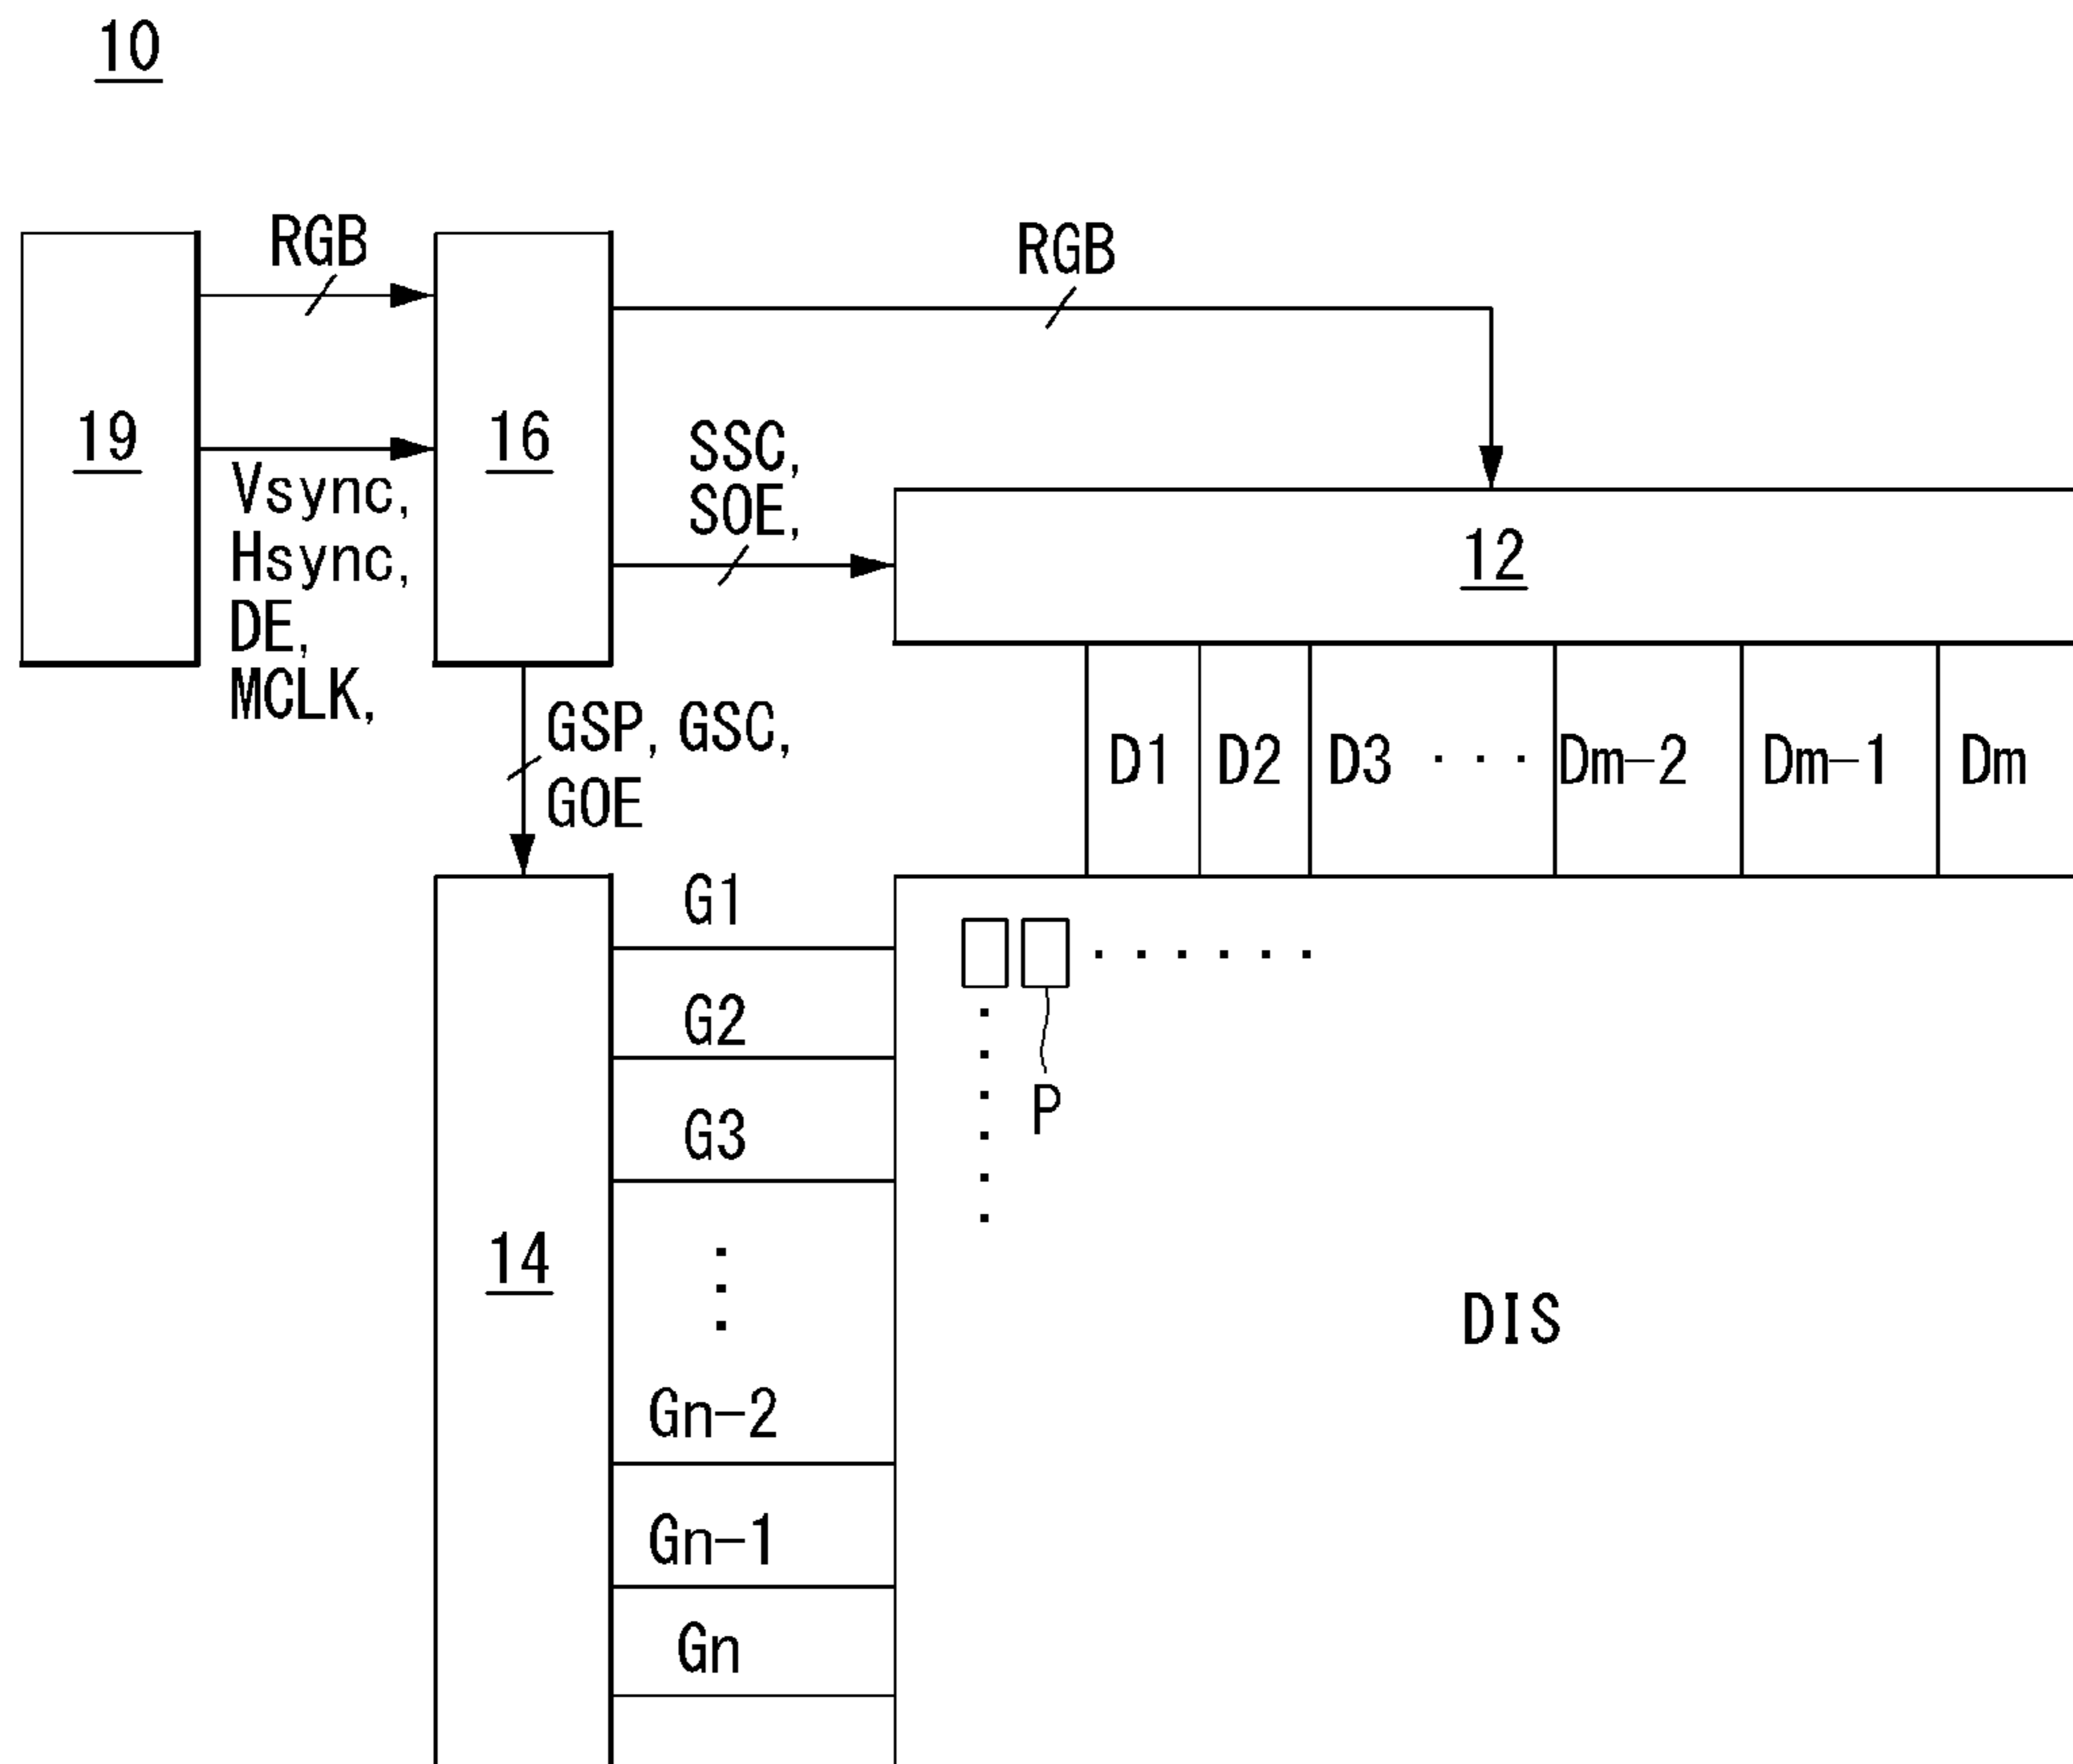 10
RGB
RGB
19
16
SSC,
SOE,
Vsync,
Hsync,
DE,
MCLK,
12
GSP, GSC,
GOE
D1 D2 D3 ··· Dm-2 Dm-1 Dm
G1
G2
P
G3
14
DIS
Gn-2
Gn-1
Gn